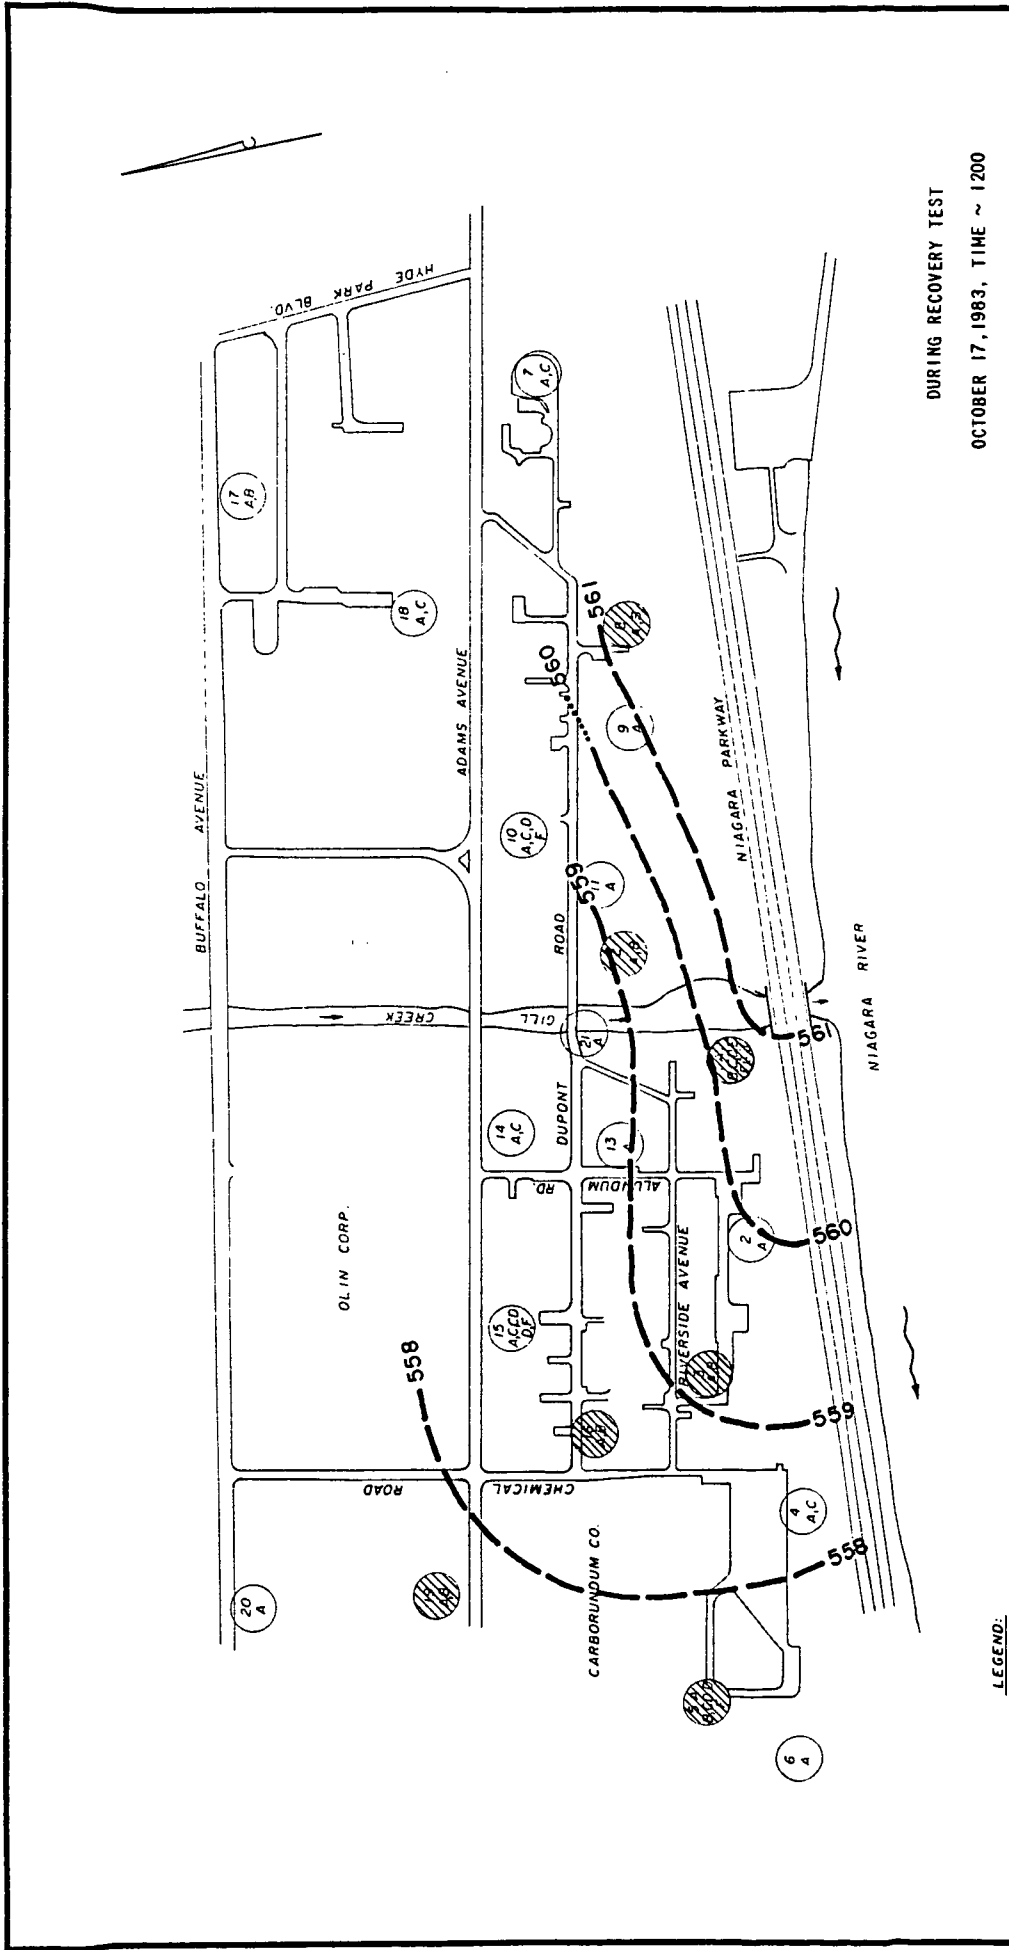 BUFFALO AVENUE
HYDE PARK BLVD.
17
A,B
18
A,C
ADAMS AVENUE
7
A,C
OLIN CORP.
CREEK
GILL
ROAD
CHEMICAL
20
A
19
A,B
558
10
A,C,D
F
14
A,C
15
A,C,CD
D,F
DUPONT
ROAD
560
561
9
A
559
11
A
21
A
13
A
ALUNDUM
RD.
RIVERSIDE AVENUE
2
A
CARBORUNDUM CO.
4
A,C
6
A
NIAGARA PARKWAY
561
560
559
558
NIAGARA RIVER
DURING RECOVERY TEST
OCTOBER 17, 1983, TIME ~ 1200
LEGEND: